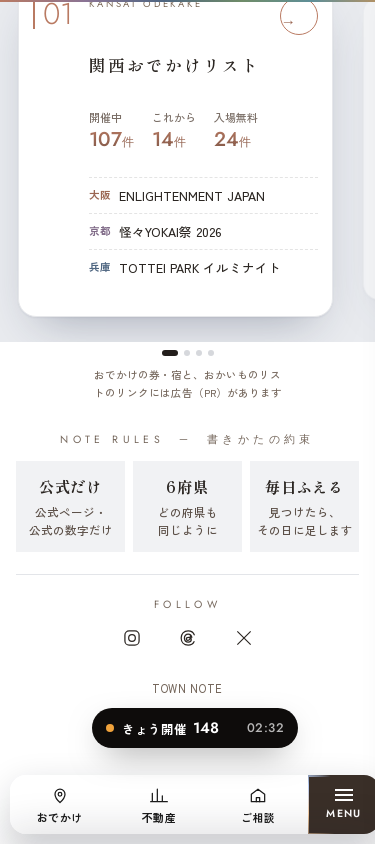 01
KANSAI ODEKAKE
→
関西おでかけリスト
開催中 これから 入場無料
107件 14件 24件
大阪 ENLIGHTENMENT JAPAN
京都 怪々YOKAI祭 2026
兵庫 TOTTEI PARK イルミナイト
おでかけの券・宿と、おかいものリス
トのリンクには広告（PR）があります
NOTE RULES — 書きかたの約束
公式だけ
公式ページ・
公式の数字だけ
6府県
どの府県も
同じように
毎日ふえる
見つけたら、
その日に足します
FOLLOW
TOWN NOTE
きょう開催 148 02:32
おでかけ 不動産 ご相談 MENU